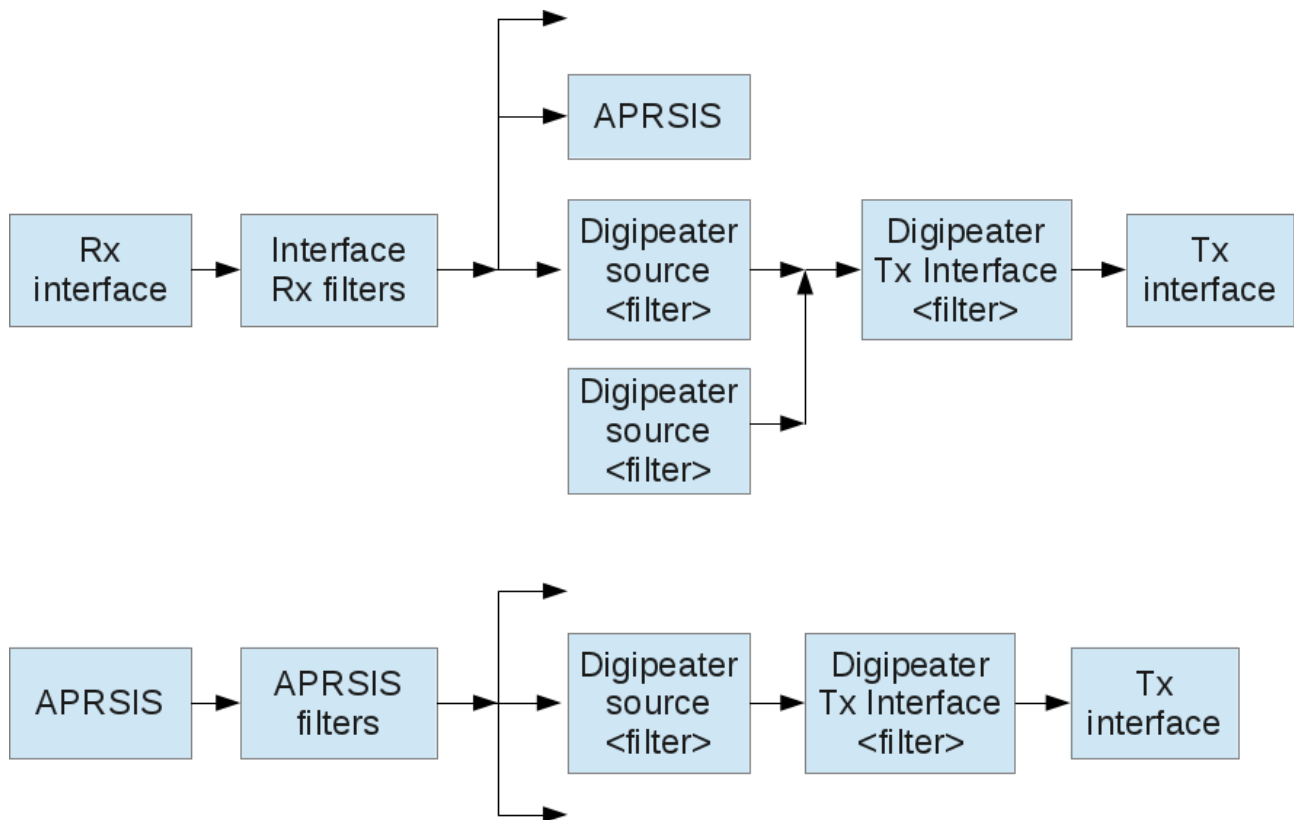 APRSIS
Rx
interface
Interface
Rx filters
Digipeater
source
<filter>
Digipeater
Tx Interface
<filter>
Tx
interface
Digipeater
source
<filter>
APRSIS
APRSIS
filters
Digipeater
source
<filter>
Digipeater
Tx Interface
<filter>
Tx
interface